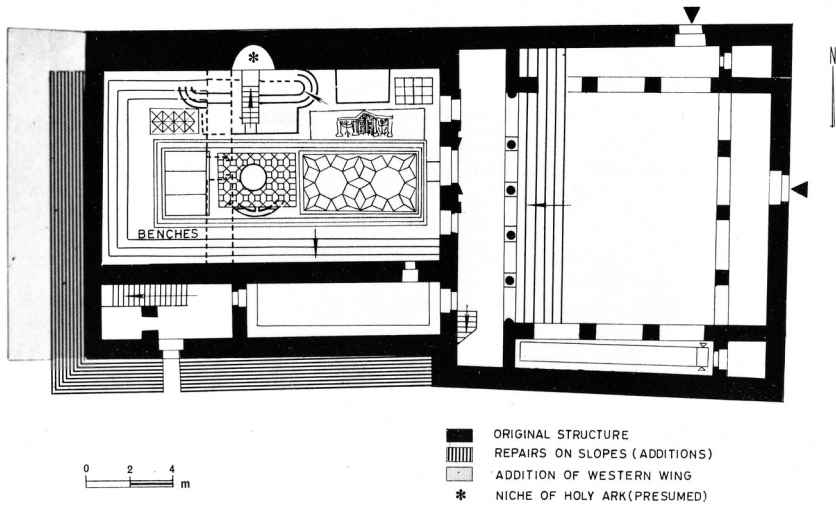 N
BENCHES
ORIGINAL STRUCTURE
REPAIRS ON SLOPES (ADDITIONS)
ADDITION OF WESTERN WING
* NICHE OF HOLY ARK (PRESUMED)
0 2 4 m